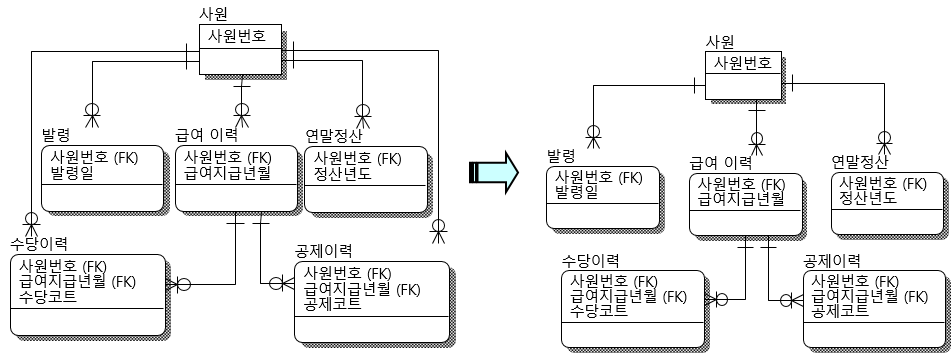 사원
사원번호
발령
사원번호 (FK)
발령일
급여 이력
사원번호 (FK)
급여지급년월
연말정산
사원번호 (FK)
정산년도
수당이력
사원번호 (FK)
급여지급년월 (FK)
수당코트
공제이력
사원번호 (FK)
급여지급년월 (FK)
공제코트
사원
사원번호
발령
사원번호 (FK)
발령일
급여 이력
사원번호 (FK)
급여지급년월
연말정산
사원번호 (FK)
정산년도
수당이력
사원번호 (FK)
급여지급년월 (FK)
수당코트
공제이력
사원번호 (FK)
급여지급년월 (FK)
공제코트